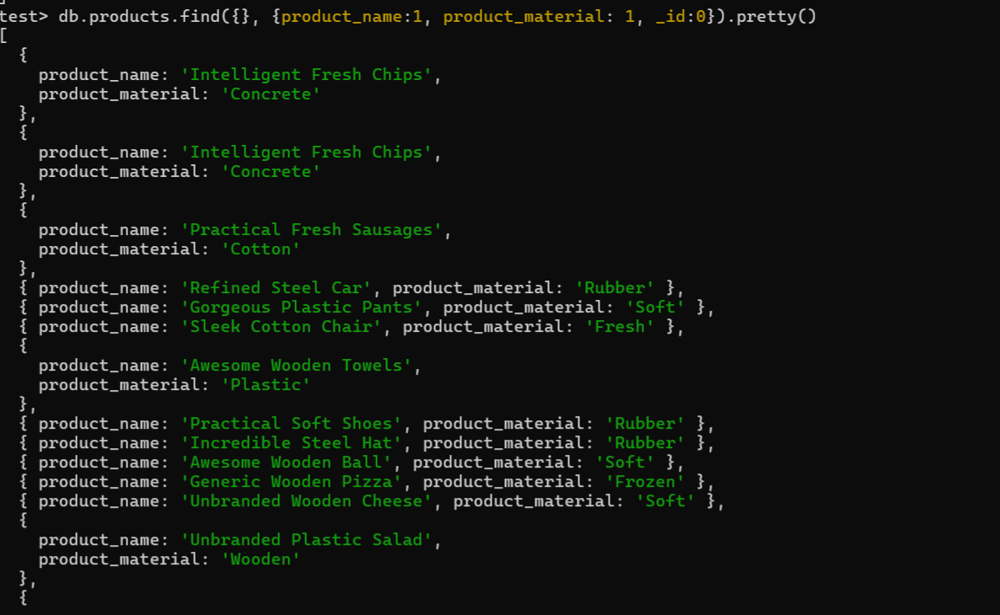 test> db.products.find({}, {product_name:1, product_material: 1, _id:0}).pretty()
[
  {
    product_name: 'Intelligent Fresh Chips',
    product_material: 'Concrete'
  },
  {
    product_name: 'Intelligent Fresh Chips',
    product_material: 'Concrete'
  },
  {
    product_name: 'Practical Fresh Sausages',
    product_material: 'Cotton'
  },
  { product_name: 'Refined Steel Car', product_material: 'Rubber' },
  { product_name: 'Gorgeous Plastic Pants', product_material: 'Soft' },
  { product_name: 'Sleek Cotton Chair', product_material: 'Fresh' },
  {
    product_name: 'Awesome Wooden Towels',
    product_material: 'Plastic'
  },
  { product_name: 'Practical Soft Shoes', product_material: 'Rubber' },
  { product_name: 'Incredible Steel Hat', product_material: 'Rubber' },
  { product_name: 'Awesome Wooden Ball', product_material: 'Soft' },
  { product_name: 'Generic Wooden Pizza', product_material: 'Frozen' },
  { product_name: 'Unbranded Wooden Cheese', product_material: 'Soft' },
  {
    product_name: 'Unbranded Plastic Salad',
    product_material: 'Wooden'
  },
  {